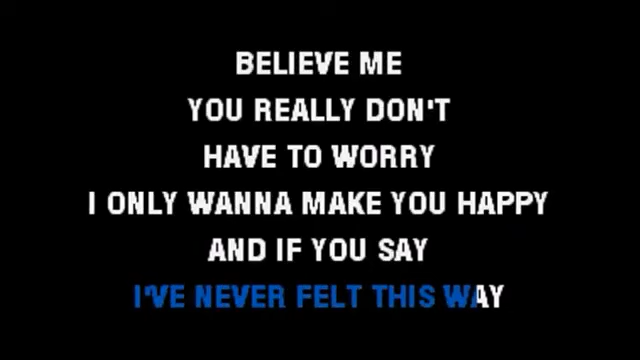 BELIEVE ME
YOU REALLY DON'T
HAVE TO WORRY
I ONLY WANNA MAKE YOU HAPPY
AND IF YOU SAY
I'VE NEVER FELT THIS WAY